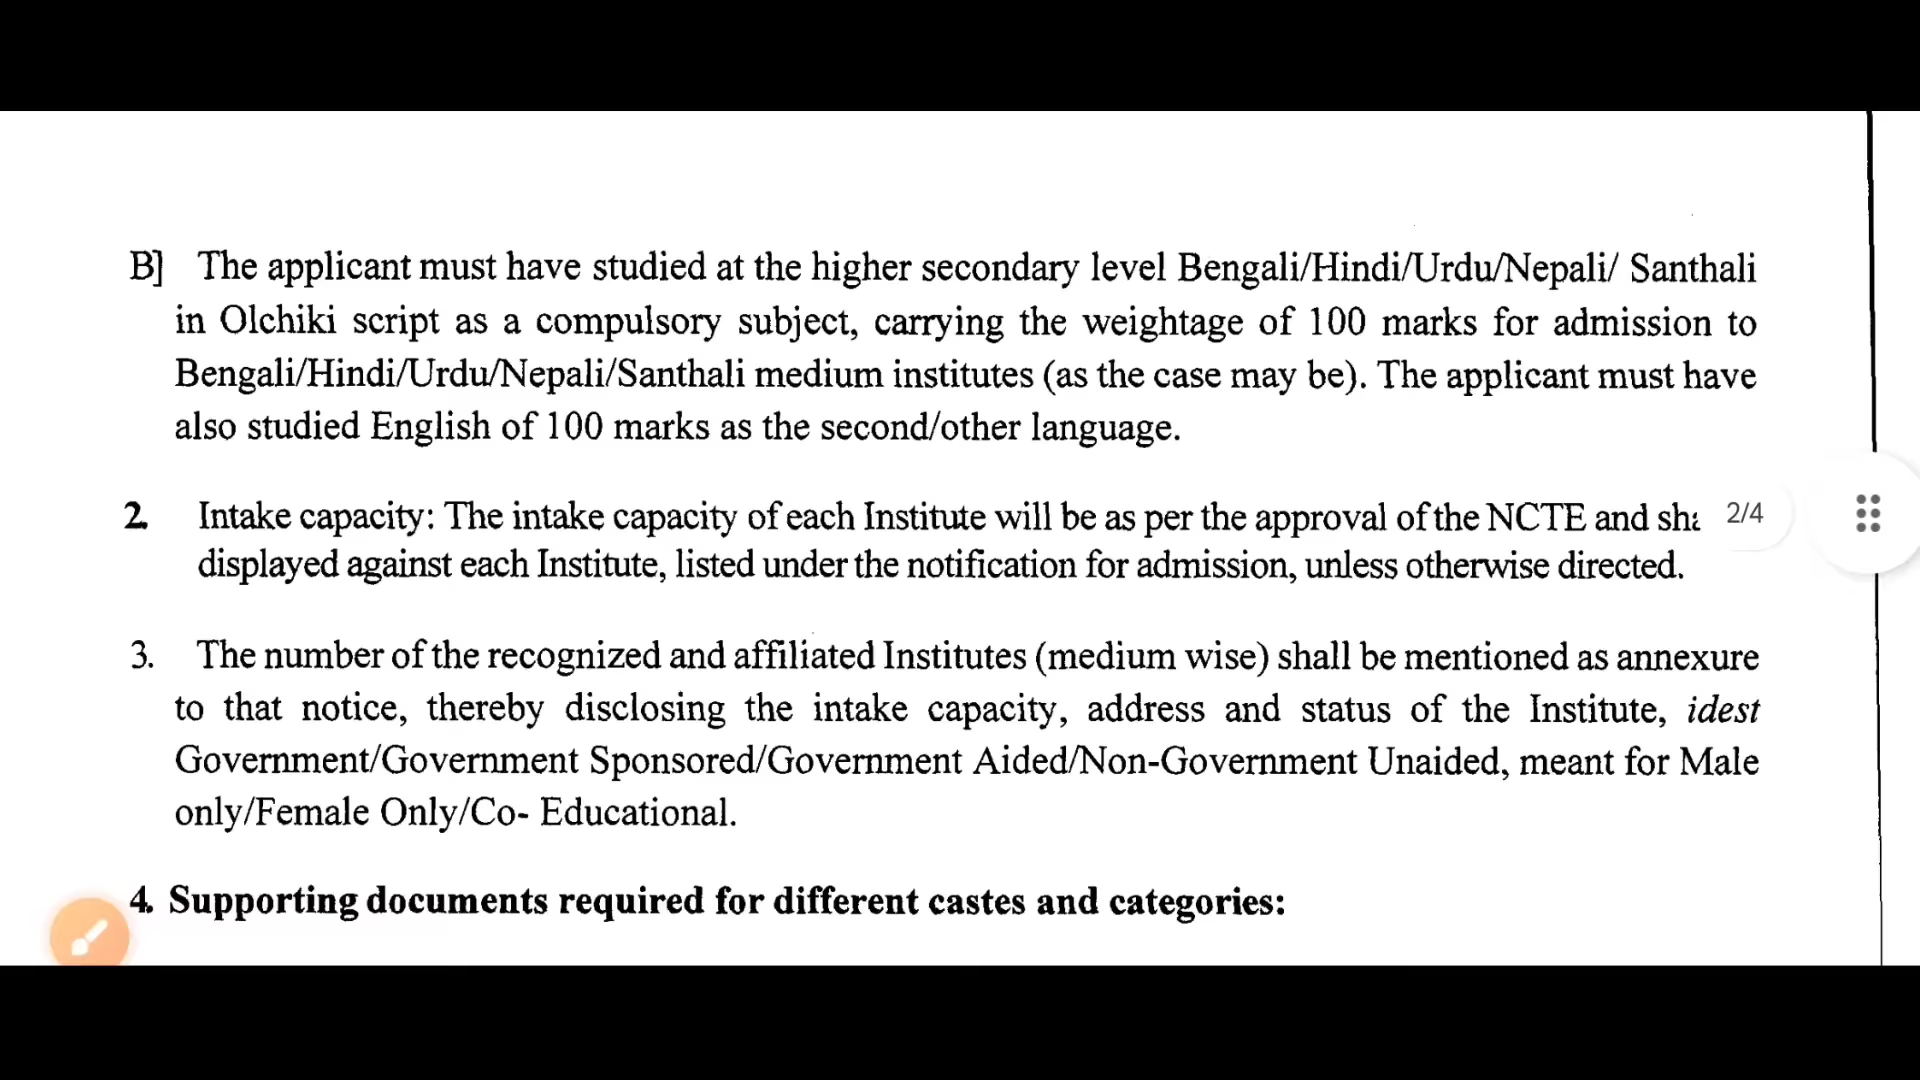 B] The applicant must have studied at the higher secondary level Bengali/Hindi/Urdu/Nepali/ Santhali
in Olchiki script as a compulsory subject, carrying the weightage of 100 marks for admission to
Bengali/Hindi/Urdu/Nepali/Santhali medium institutes (as the case may be). The applicant must have
also studied English of 100 marks as the second/other language.
2. Intake capacity: The intake capacity of each Institute will be as per the approval of the NCTE and 2/4
displayed against each Institute, listed under the notification for admission, unless otherwise directed.
3. The number of the recognized and affiliated Institutes (medium wise) shall be mentioned as annexure
to that notice, thereby disclosing the intake capacity, address and status of the Institute, idest
Government/Government Sponsored/Government Aided/Non-Government Unaided, meant for Male
only/Female Only/Co- Educational.
4. Supporting documents required for different castes and categories: